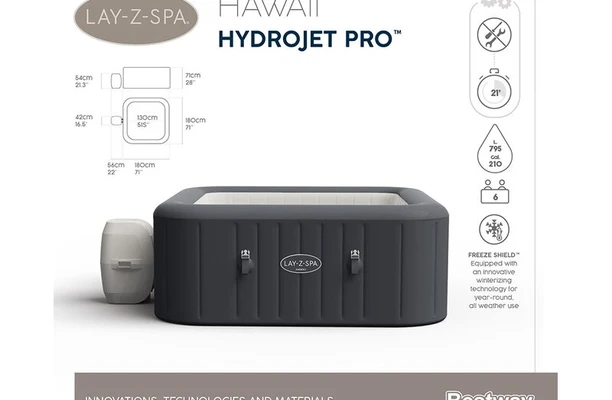 LAY-Z-SPA®
HAWAII
HYDROJET PRO™
54cm
21.3"
71cm
28"
42cm
16.5"
130cm
51.5"
180cm
71"
56cm
22'
180cm
71"
21'
L.
795
Gal.
210
6
LAY-Z-SPA
FREEZE SHIELD™
Equipped with
an innovative
winterizing
technology for
year-round,
all weather use
INNOVATIONS, TECHNOLOGIES AND MATERIALS
Bestway